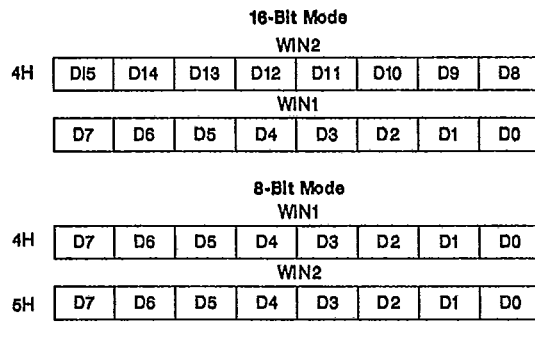 16-Bit Mode
WIN2
4H DI5 D14 D13 D12 D11 D10 D9 D8
WIN1
D7 D6 D5 D4 D3 D2 D1 D0
8-Bit Mode
WIN1
4H D7 D6 D5 D4 D3 D2 D1 D0
WIN2
5H D7 D6 D5 D4 D3 D2 D1 D0